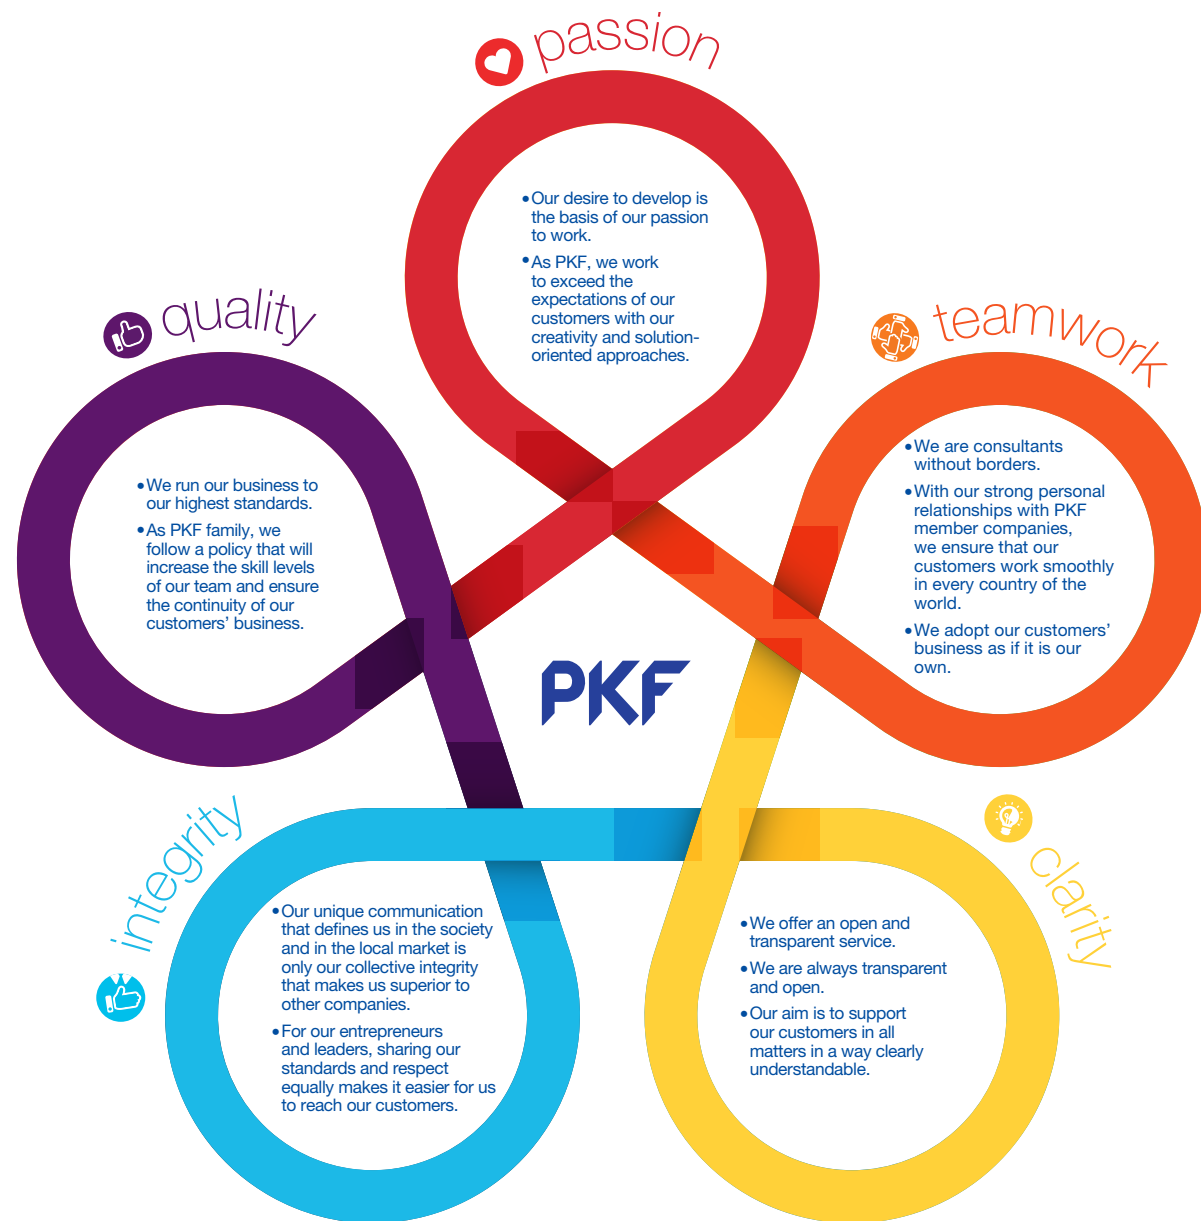 passion
•Our desire to develop is
the basis of our passion
to work.
•As PKF, we work
to exceed the
expectations of our
customers with our
creativity and solution-
oriented approaches.
quality
•We run our business to
our highest standards.
•As PKF family, we
follow a policy that will
increase the skill levels
of our team and ensure
the continuity of our
customers’ business.
teamwork
•We are consultants
without borders.
•With our strong personal
relationships with PKF
member companies,
we ensure that our
customers work smoothly
in every country of the
world.
•We adopt our customers’
business as if it is our
own.
PKF
integrity
•Our unique communication
that defines us in the society
and in the local market is
only our collective integrity
that makes us superior to
other companies.
•For our entrepreneurs
and leaders, sharing our
standards and respect
equally makes it easier for us
to reach our customers.
clarity
•We offer an open and
transparent service.
•We are always transparent
and open.
•Our aim is to support
our customers in all
matters in a way clearly
understandable.